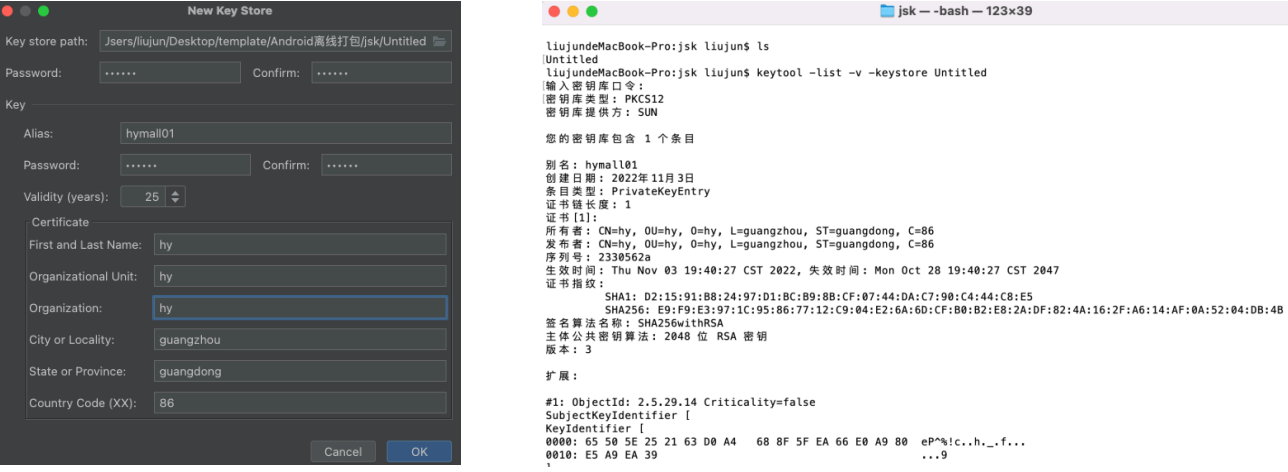 New Key Store
Key store path: Jsers/liujun/Desktop/template/Android离线打包/jsk/Untitled
Password: •••••• Confirm: ••••••
Key
Alias: hymall01
Password: •••••• Confirm: ••••••
Validity (years): 25
Certificate
First and Last Name: hy
Organizational Unit: hy
Organization: hy
City or Locality: guangzhou
State or Province: guangdong
Country Code (XX): 86
Cancel OK
jsk — -bash — 123×39
liujundeMacBook-Pro:jsk liujun$ ls
[Untitled
liujundeMacBook-Pro:jsk liujun$ keytool -list -v -keystore Untitled
[输入密钥库口令:
[密钥库类型: PKCS12
密钥库提供方: SUN
您的密钥库包含 1 个条目
别名: hymall01
创建日期: 2022年11月3日
条目类型: PrivateKeyEntry
证书链长度: 1
证书[1]:
所有者: CN=hy, OU=hy, O=hy, L=guangzhou, ST=guangdong, C=86
发布者: CN=hy, OU=hy, O=hy, L=guangzhou, ST=guangdong, C=86
序列号: 2330562a
生效时间: Thu Nov 03 19:40:27 CST 2022, 失效时间: Mon Oct 28 19:40:27 CST 2047
证书指纹:
SHA1: D2:15:91:B8:24:97:D1:BC:B9:8B:CF:07:44:DA:C7:90:C4:44:C8:E5
SHA256: E9:F9:E3:97:1C:95:86:77:12:C9:04:E2:6A:6D:CF:B0:B2:E8:2A:DF:82:4A:16:2F:A6:14:AF:0A:52:04:DB:4B
签名算法名称: SHA256withRSA
主体公共密钥算法: 2048 位 RSA 密钥
版本: 3
扩展:
#1: ObjectId: 2.5.29.14 Criticality=false
SubjectKeyIdentifier [
KeyIdentifier [
0000: 65 50 5E 25 21 63 D0 A4 68 8F 5F EA 66 E0 A9 80 eP^%!c..h._.f...
0010: E5 A9 EA 39 ...9
]